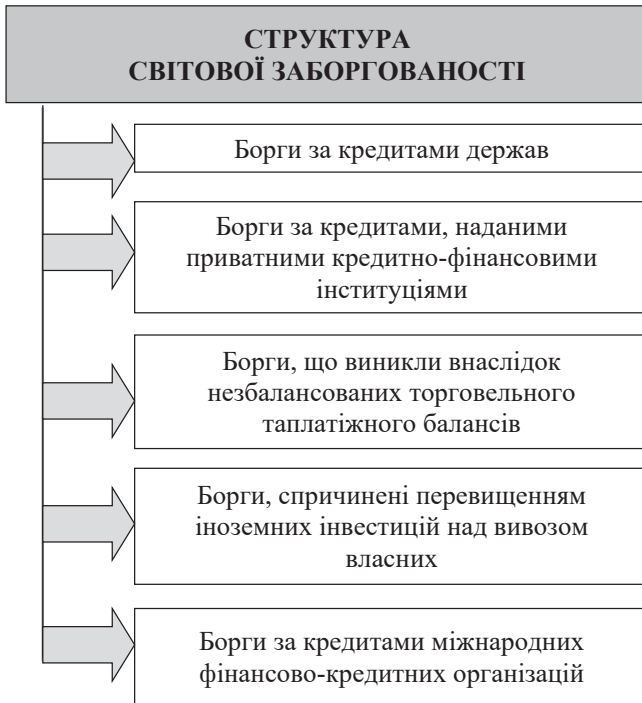 СТРУКТУРА
СВІТОВОЇ ЗАБОРГОВАНОСТІ
Борги за кредитами держав
Борги за кредитами, наданими
приватними кредитно-фінансовими
інституціями
Борги, що виникли внаслідок
незбалансованих торговельного
таплатіжного балансів
Борги, спричинені перевищенням
іноземних інвестицій над вивозом
власних
Борги за кредитами міжнародних
фінансово-кредитних організацій